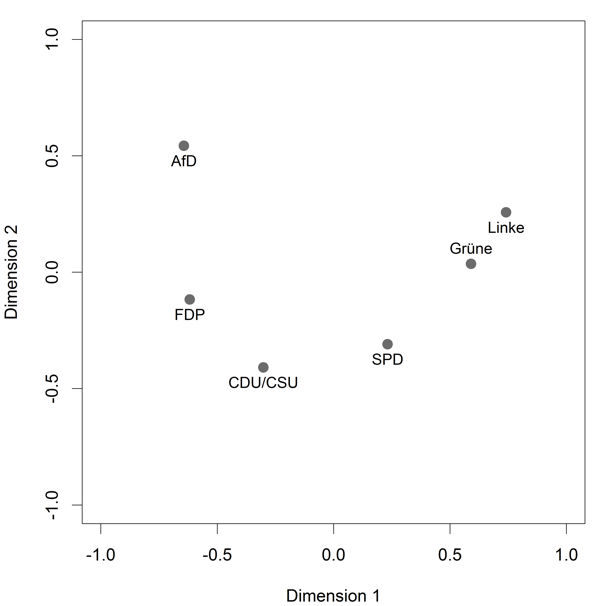 1.0
0.5
0.0
-0.5
-1.0
Dimension 2
AfD
Linke
Grüne
FDP
SPD
CDU/CSU
-1.0 -0.5 0.0 0.5 1.0
Dimension 1